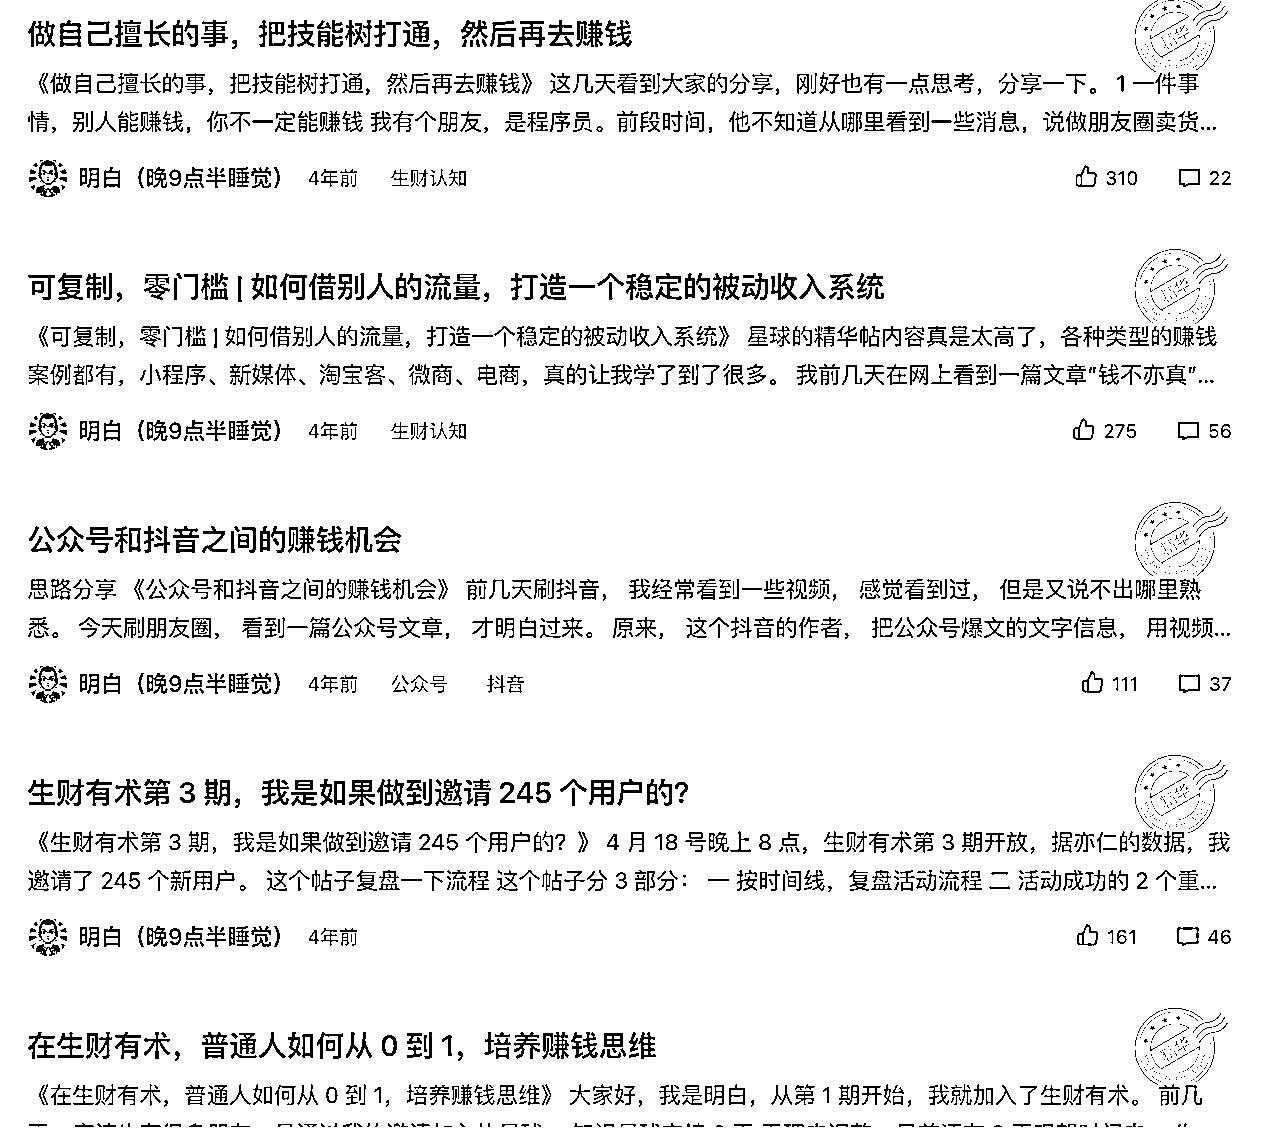 做自己擅长的事，把技能树打通，然后再去赚钱
《做自己擅长的事，把技能树打通，然后再去赚钱》 这几天看到大家的分享，刚好也有一点思考，分享一下。 1 一件事
情，别人能赚钱，你不一定能赚钱 我有个朋友，是程序员。前段时间，他不知道从哪里看到一些消息，说做朋友圈卖货...
明白（晚9点半睡觉） 4年前 生财认知 310 22
可复制，零门槛 | 如何借别人的流量，打造一个稳定的被动收入系统
《可复制，零门槛 | 如何借别人的流量，打造一个稳定的被动收入系统》 星球的精华帖内容真是太高了，各种类型的赚钱
案例都有，小程序、新媒体、淘宝客、微商、电商，真的让我学了到了很多。 我前几天在网上看到一篇文章“钱不亦真”...
明白（晚9点半睡觉） 4年前 生财认知 275 56
公众号和抖音之间的赚钱机会
思路分享 《公众号和抖音之间的赚钱机会》 前几天刷抖音， 我经常看到一些视频， 感觉看到过， 但是又说不出哪里熟
悉。 今天刷朋友圈， 看到一篇公众号文章， 才明白过来。 原来， 这个抖音的作者， 把公众号爆文的文字信息， 用视频...
明白（晚9点半睡觉） 4年前 公众号 抖音 111 37
生财有术第 3 期，我是如果做到邀请 245 个用户的？
《生财有术第 3 期，我是如果做到邀请 245 个用户的？》 4 月 18 号晚上 8 点，生财有术第 3 期开放，据亦仁的数据，我
邀请了 245 个新用户。 这个帖子复盘一下流程 这个帖子分 3 部分： 一 按时间线，复盘活动流程 二 活动成功的 2 个重...
明白（晚9点半睡觉） 4年前 161 46
在生财有术，普通人如何从 0 到 1，培养赚钱思维
《在生财有术，普通人如何从 0 到 1，培养赚钱思维》 大家好，我是明白，从第 1 期开始，我就加入了生财有术。 前几